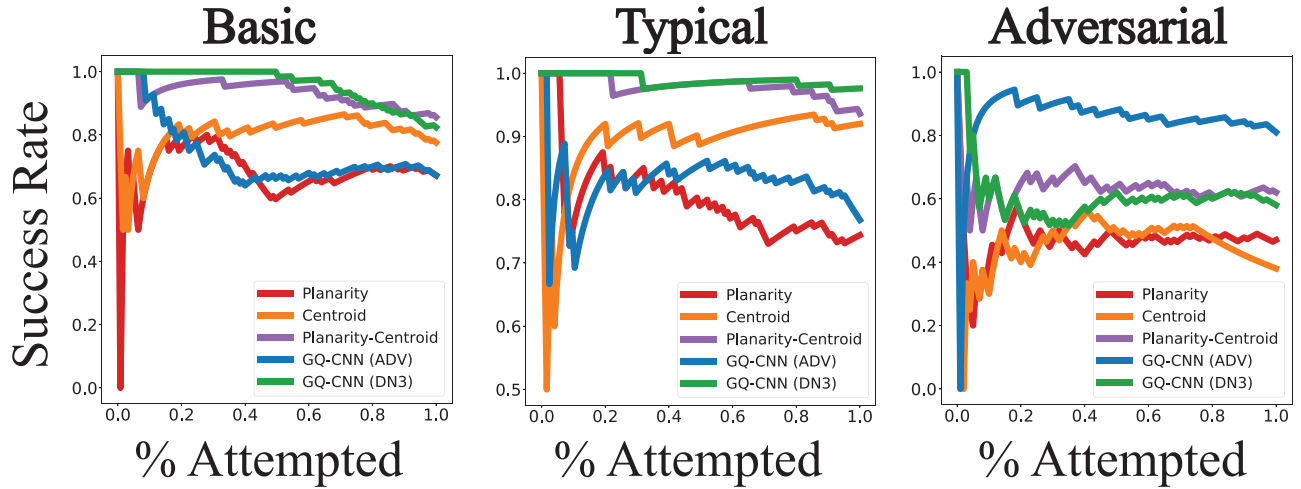 Basic
Typical
Adversarial
Success Rate
1.0
0.8
0.6
0.4
0.2
0.0
0.0 0.2 0.4 0.6 0.8 1.0
Planarity
Centroid
Planarity-Centroid
GQ-CNN (ADV)
GQ-CNN (DN3)
% Attempted
1.0
0.9
0.8
0.7
0.6
0.5
0.0 0.2 0.4 0.6 0.8 1.0
Planarity
Centroid
Planarity-Centroid
GQ-CNN (ADV)
GQ-CNN (DN3)
% Attempted
1.0
0.8
0.6
0.4
0.2
0.0
0.0 0.2 0.4 0.6 0.8 1.0
Planarity
Centroid
Planarity-Centroid
GQ-CNN (ADV)
GQ-CNN (DN3)
% Attempted